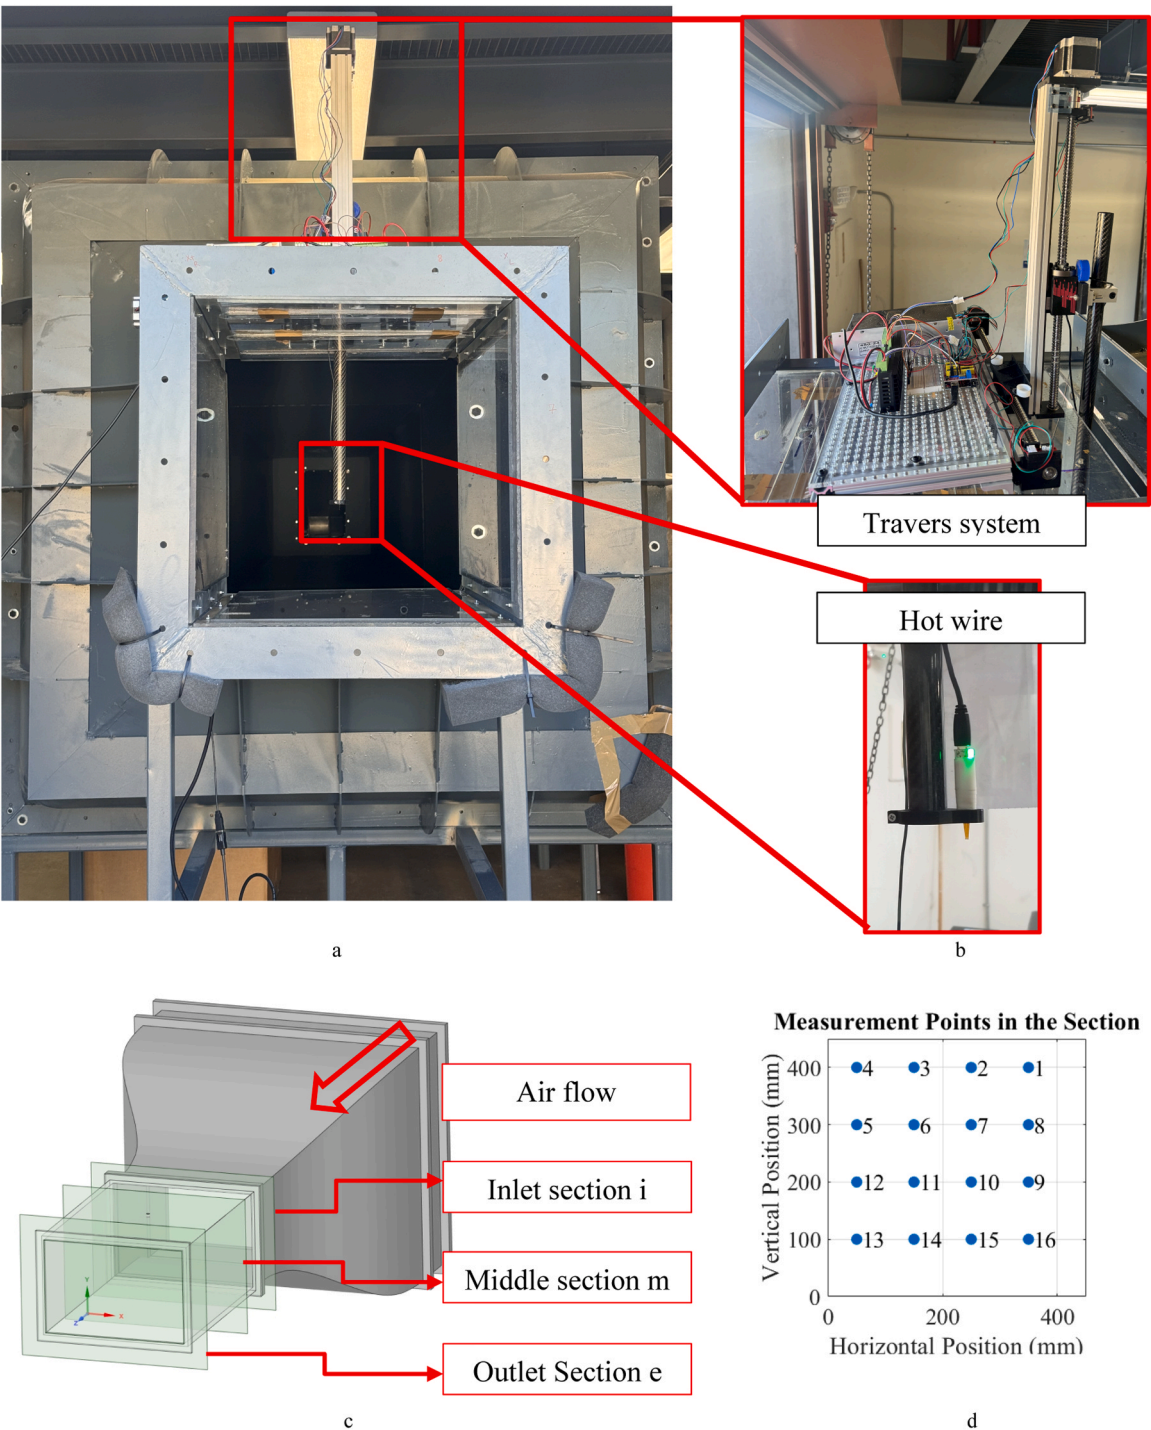 Travers system
Hot wire
a
b
Air flow
Inlet section i
Middle section m
Outlet Section e
c
Measurement Points in the Section
Vertical Position (mm)
400
300
200
100
0
4 3 2 1
5 6 7 8
12 11 10 9
13 14 15 16
0 200 400
Horizontal Position (mm)
d